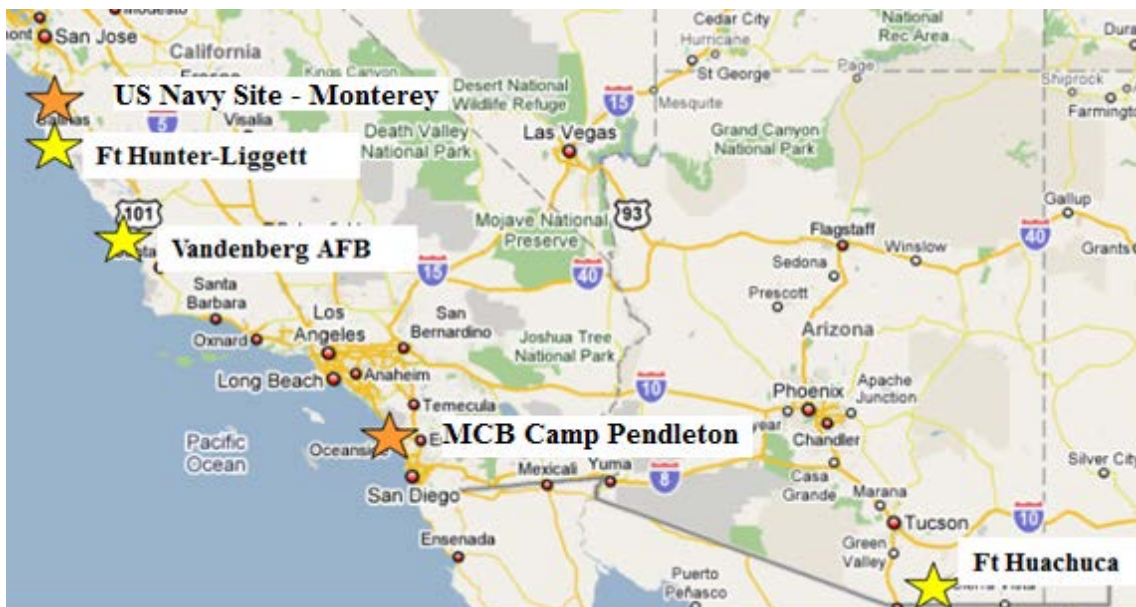 Modesto
Cedar City
National
Rec Area
Dura
mont
San Jose
California
Hurricane
St George
Page
Shiprock
Farmington
US Navy Site - Monterey
Kings Canyon
Desert National
Wildlife Refuge
15
Mesquite
Salinas
5
Visalia
Death Valley
National Park
Las Vegas
Grand Canyon
National Park
Ft Hunter-Liggett
101
Mojave National
Preserve
93
Gallup
Flagstaff
Winslow
40
Grants
Vandenberg AFB
15
40
Sedona
Santa
Barbara
Prescott
Oxnard
Los
Angeles
San
Bernardino
Joshua Tree
National Park
Arizona
Long Beach
Anaheim
10
Phoenix
Apache
Junction
Temecula
year
Chandler
MCB Camp Pendleton
Pacific
Ocean
Oceanside
San Diego
Mexicali
Yuma
8
Casa
Grande
Silver City
Marana
Tucson
10
Ensenada
Green
Valley
Ft Huachuca
Sierra Vista
Puerto
Peñasco